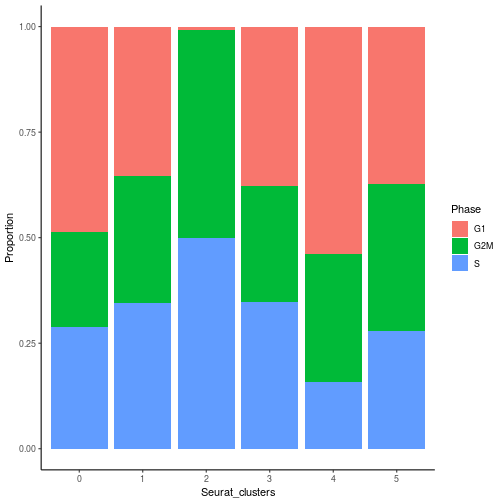 1.00
0.75
0.50
0.25
0.00
Proportion
0 1 2 3 4 5
Seurat_clusters
Phase
G1
G2M
S